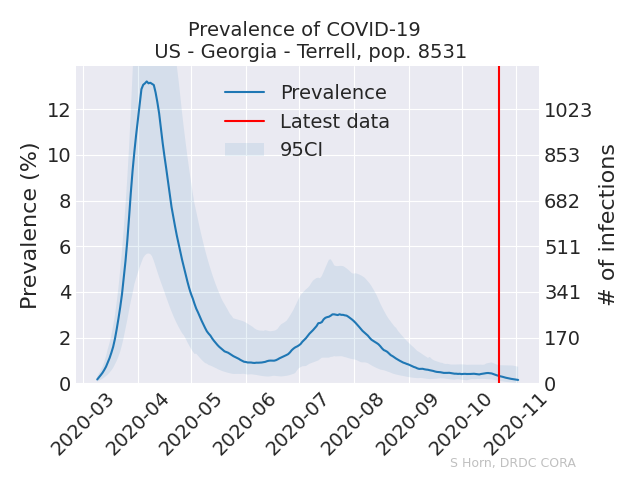 Prevalence of COVID-19
US - Georgia - Terrell, pop. 8531
Prevalence
Latest data
95CI
Prevalence (%)
12
10
8
6
4
2
0
# of infections
1023
853
682
511
341
170
0
2020-03
2020-04
2020-05
2020-06
2020-07
2020-08
2020-09
2020-10
2020-11
S Horn, DRDC CORA